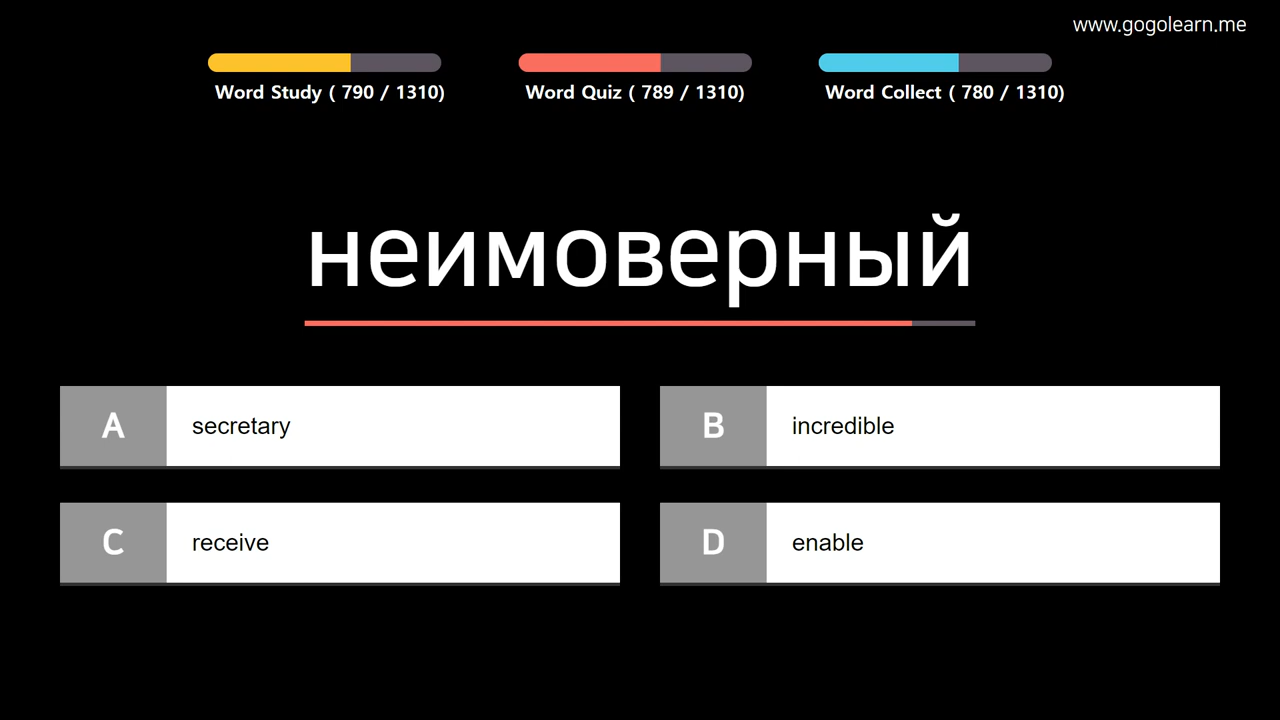 www.gogolearn.me
Word Study ( 790 / 1310)
Word Quiz ( 789 / 1310)
Word Collect ( 780 / 1310)
неимоверный
A secretary
B incredible
C receive
D enable